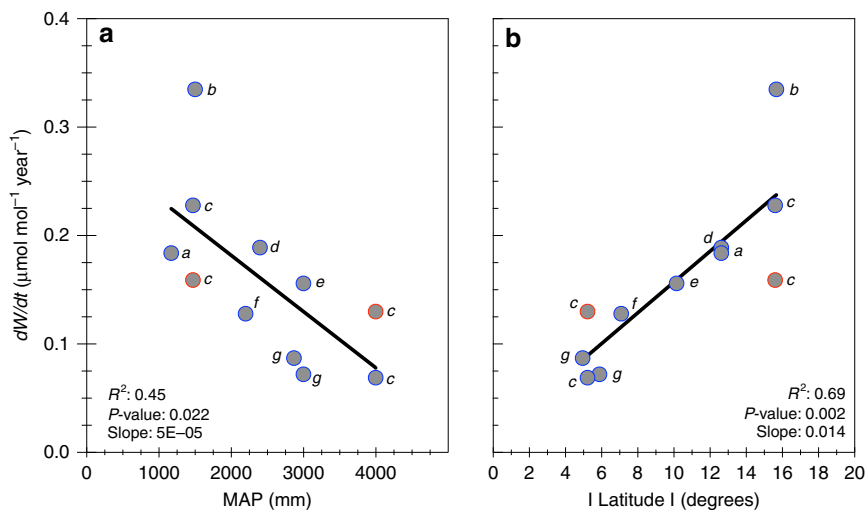 a
b
0.4
0.3
0.2
0.1
0.0
dW/dt (μmol mol⁻¹ year⁻¹)
b
c
a
d
c
e
f
c
g
g
c
R²: 0.45
P-value: 0.022
Slope: 5E–05
0 1000 2000 3000 4000
MAP (mm)
b
c
d
a
e
c
c
f
g
c
g
R²: 0.69
P-value: 0.002
Slope: 0.014
0 2 4 6 8 10 12 14 16 18 20
I Latitude I (degrees)